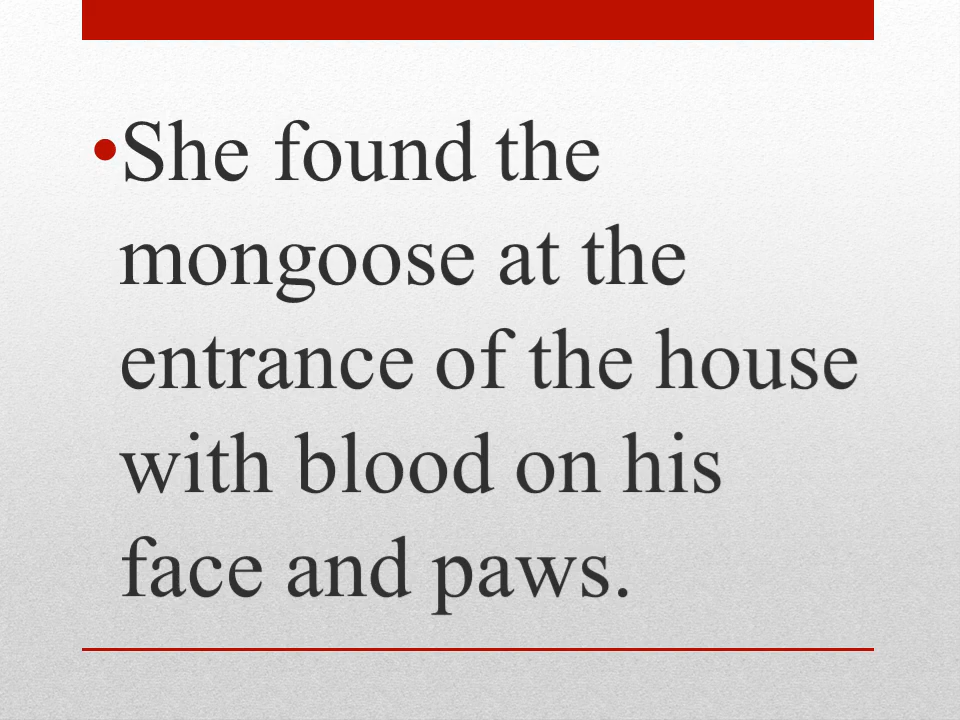 •She found the
mongoose at the
entrance of the house
with blood on his
face and paws.